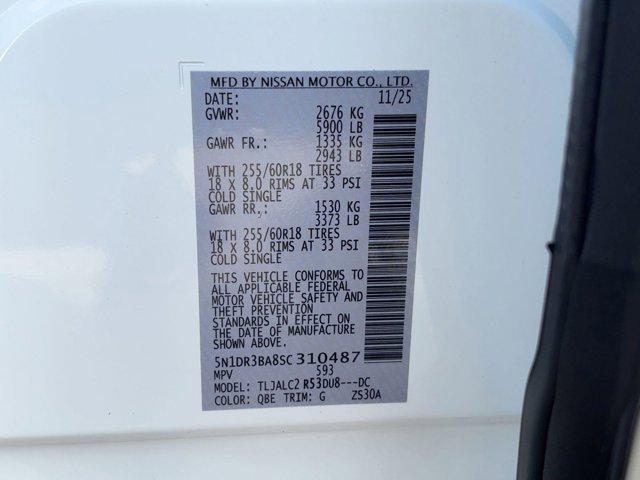 MFD BY NISSAN MOTOR CO., LTD.
DATE: 11/25
GVWR: 2676 KG
5900 LB
GAWR FR.: 1335 KG
2943 LB
WITH 255/60R18 TIRES
18 X 8.0 RIMS AT 33 PSI
COLD SINGLE
GAWR RR.: 1530 KG
3373 LB
WITH 255/60R18 TIRES
18 X 8.0 RIMS AT 33 PSI
COLD SINGLE
THIS VEHICLE CONFORMS TO
ALL APPLICABLE FEDERAL
MOTOR VEHICLE SAFETY AND
THEFT PREVENTION
STANDARDS IN EFFECT ON
THE DATE OF MANUFACTURE
SHOWN ABOVE.
5N1DR3BA8SC310487
MPV 593
MODEL: TLJALC2 R53DU8---DC
COLOR: QBE TRIM: G ZS30A